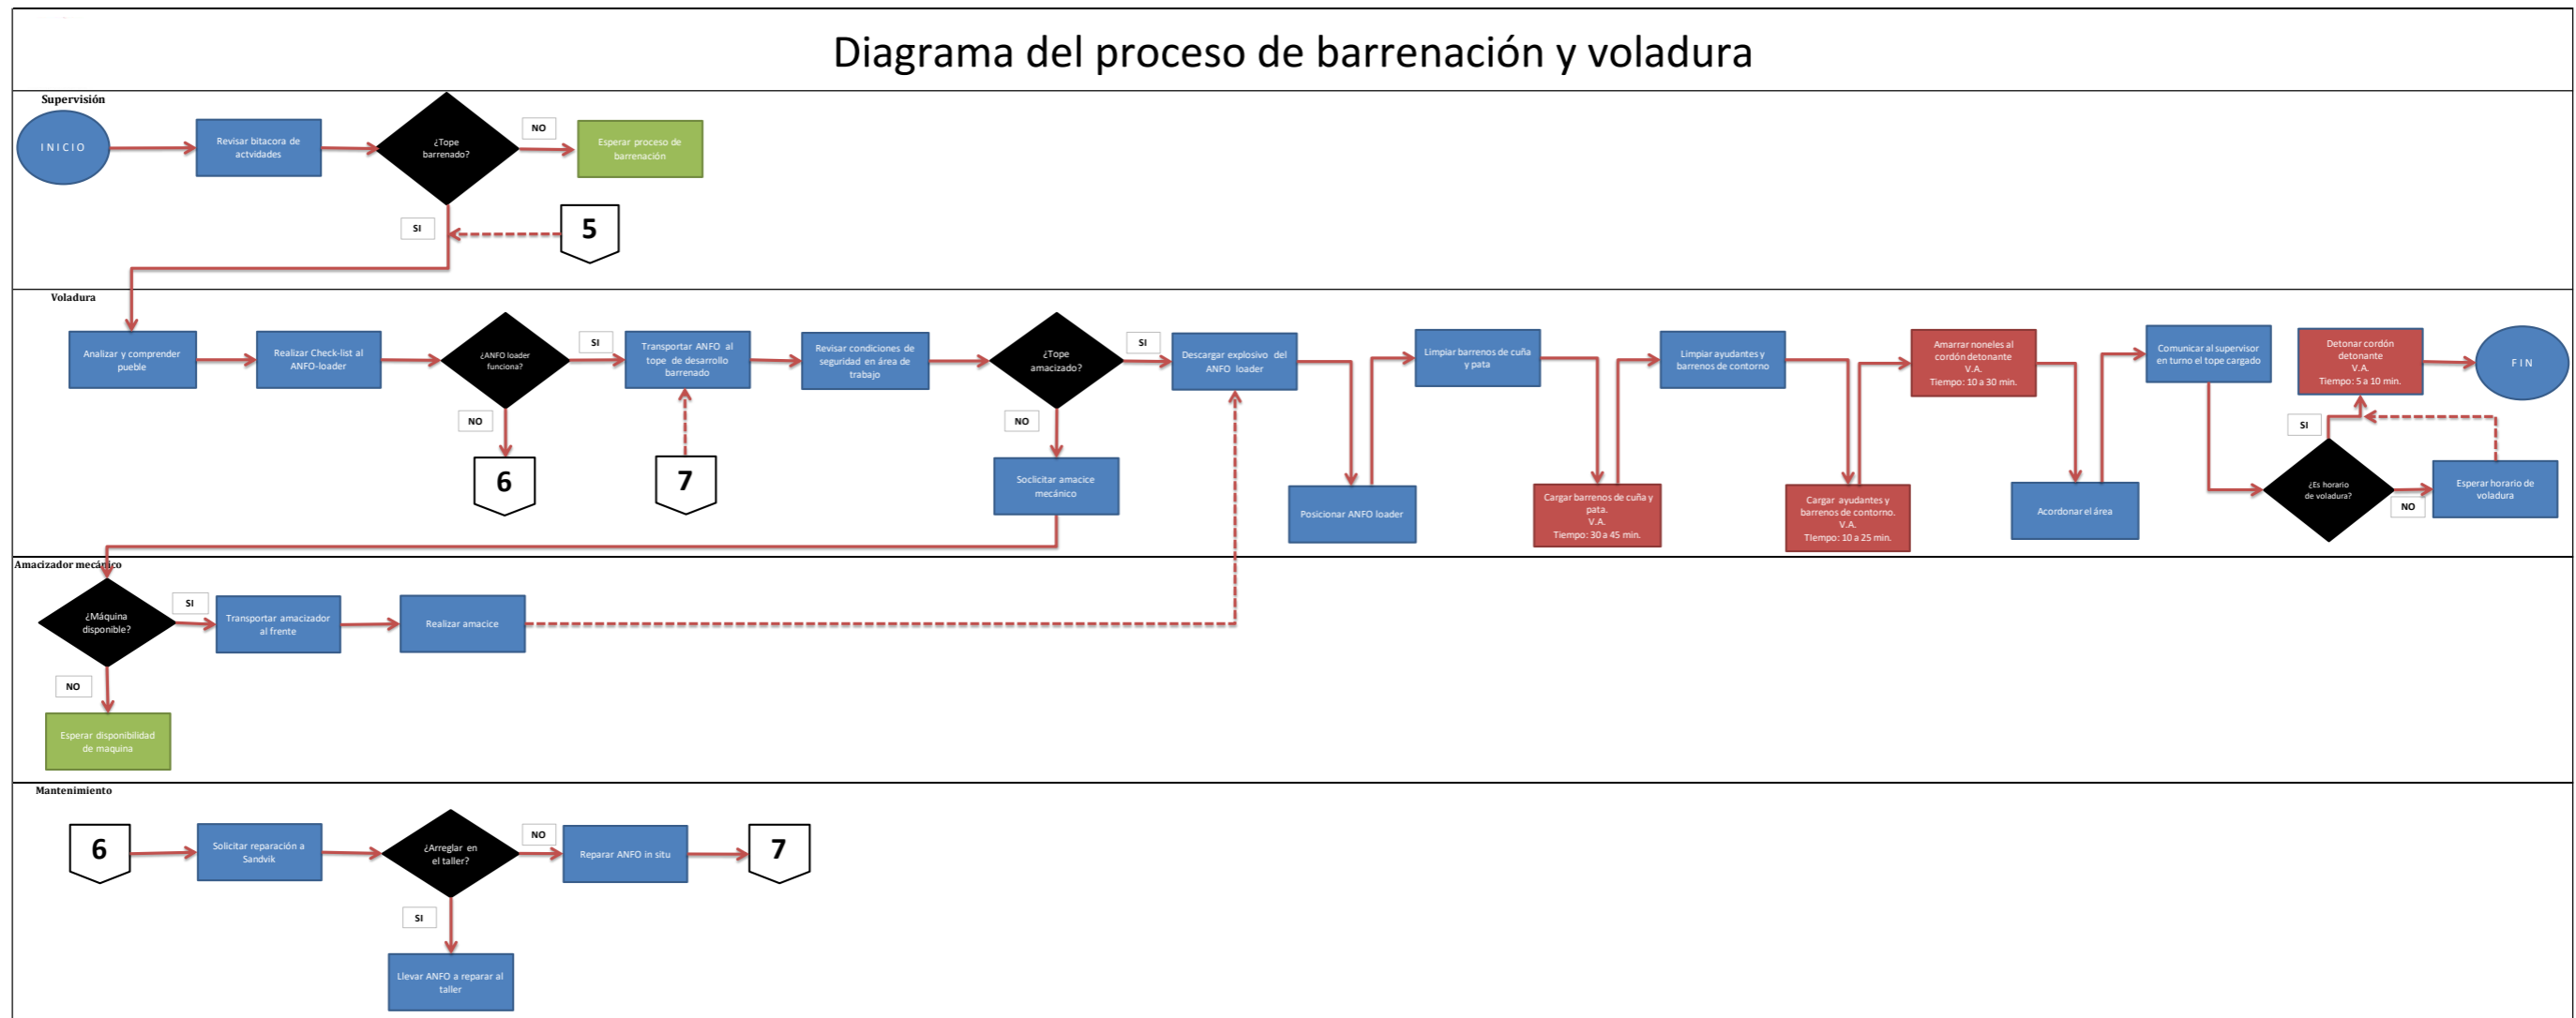 Diagrama del proceso de barrenación y voladura
Supervisión
I N I C I O
Revisar bitacora de
actvidades
¿Tope
barrenado?
NO
Esperar proceso de
barrenación
SI
5
Voladura
Analizar y comprender
pueble
Realizar Check-list al
ANFO-loader
¿ANFO loader
funciona?
SI
NO
6
Transportar ANFO al
tope de desarrollo
barrenado
7
Revisar condiciones de
seguridad en área de
trabajo
¿Tope
amacizado?
SI
NO
Soclicitar amacice
mecánico
Descargar explosivo del
ANFO loader
Posicionar ANFO loader
Limpiar barrenos de cuña
y pata
Cargar barrenos de cuña y
pata.
V.A.
Tiempo: 30 a 45 min.
Limpiar ayudantes y
barrenos de contorno
Cargar ayudantes y
barrenos de contorno.
V.A.
TIempo: 10 a 25 min.
Amarrar noneles al
cordón detonante
V.A.
Tiempo: 10 a 30 min.
Acordonar el área
Comunicar al supervisor
en turno el tope cargado
¿Es horario
de voladura?
SI
NO
Esperar horario de
voladura
Detonar cordón
detonante
V.A.
Tiempo: 5 a 10 min.
F I N
Amacizador mecánico
¿Máquina
disponible?
SI
Transportar amacizador
al frente
Realizar amacice
NO
Esperar disponibilidad
de maquina
Mantenimiento
6
Solicitar reparación a
Sandvik
¿Arreglar en
el taller?
NO
Reparar ANFO in situ
7
SI
Llevar ANFO a reparar al
taller